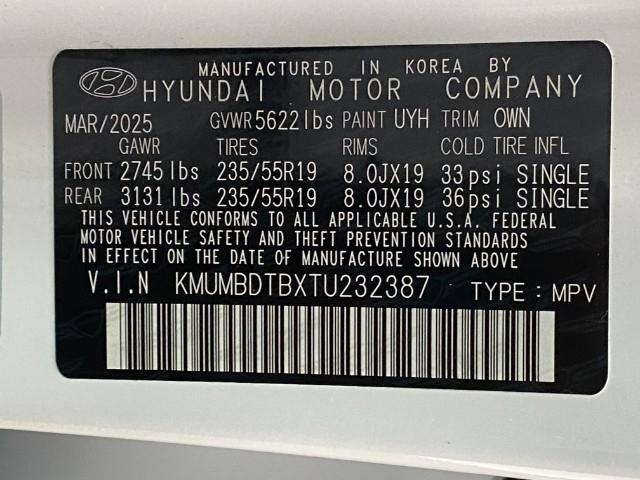 MANUFACTURED IN KOREA BY
HYUNDAI MOTOR COMPANY
MAR/2025 GVWR 5622 lbs PAINT UYH TRIM OWN
GAWR TIRES RIMS COLD TIRE INFL
FRONT 2745 lbs 235/55R19 8.0JX19 33psi SINGLE
REAR 3131 lbs 235/55R19 8.0JX19 36psi SINGLE
THIS VEHICLE CONFORMS TO ALL APPLICABLE U.S.A. FEDERAL
MOTOR VEHICLE SAFETY AND THEFT PREVENTION STANDARDS
IN EFFECT ON THE DATE OF MANUFACTURE SHOWN ABOVE
V.I.N KMUMBDTBXTU232387 TYPE : MPV